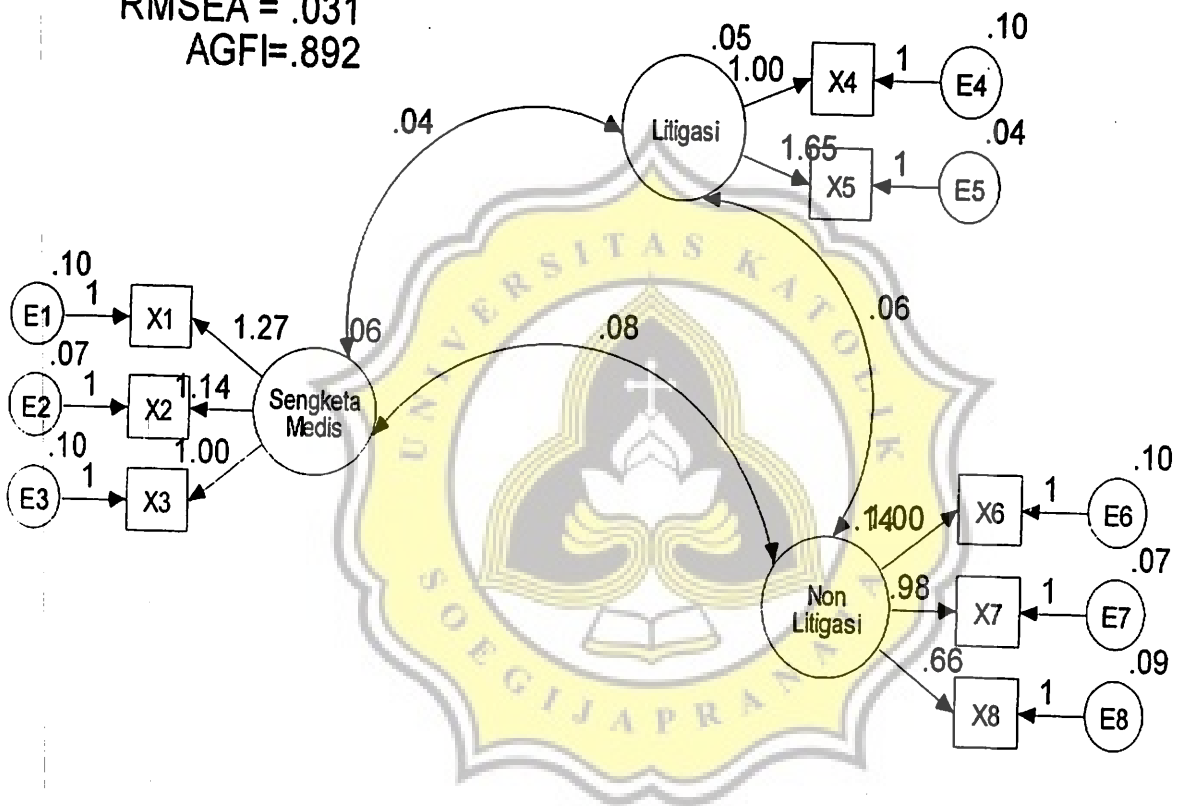 RMSEA = .031
AGFI=.892
.05
.10
1.00
X4
1
E4
.04
Litigasi
.04
1.65
X5
1
E5
.10
E1
1
X1
1.27
.06
.08
.06
.07
E2
1
X2
1.14
Sengketa
Medis
.10
E3
1
X3
1.00
.14
1.00
X6
1
.10
E6
Non
Litigasi
.98
X7
1
.07
E7
.66
X8
1
.09
E8
UNIVERSITAS KATOLIK
SOEGIJAPRANATA